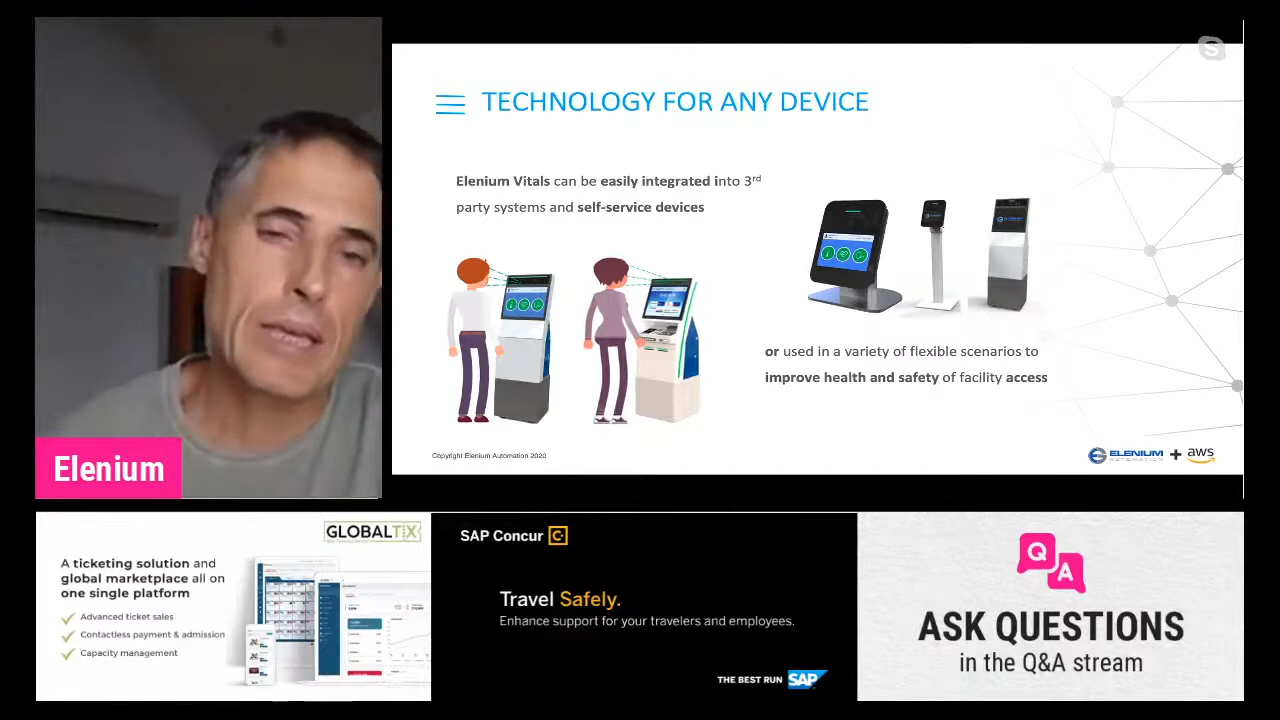 TECHNOLOGY FOR ANY DEVICE
Elenium Vitals can be easily integrated into 3rd
party systems and self-service devices
or used in a variety of flexible scenarios to
improve health and safety of facility access
Copyright Elenium Automation 2020
ELENIUM
AUTOMATION
+
aws
Elenium
GLOBALTIX
A ticketing solution and
global marketplace all on
one single platform
Advanced ticket sales
Contactless payment & admission
Capacity management
SAP Concur C
Travel Safely.
Enhance support for your travelers and employees.
THE BEST RUN SAP
Q
A
ASK QUESTIONS
in the Q&A stream